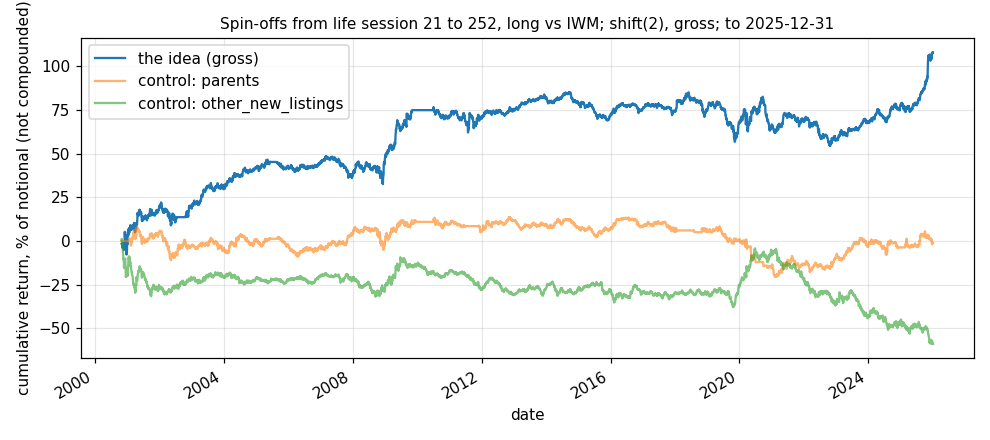 Spin-offs from life session 21 to 252, long vs IWM; shift(2), gross; to 2025-12-31
cumulative return, % of notional (not compounded)
the idea (gross)
control: parents
control: other_new_listings
100
75
50
25
0
−25
−50
2000
2004
2008
2012
2016
2020
2024
date